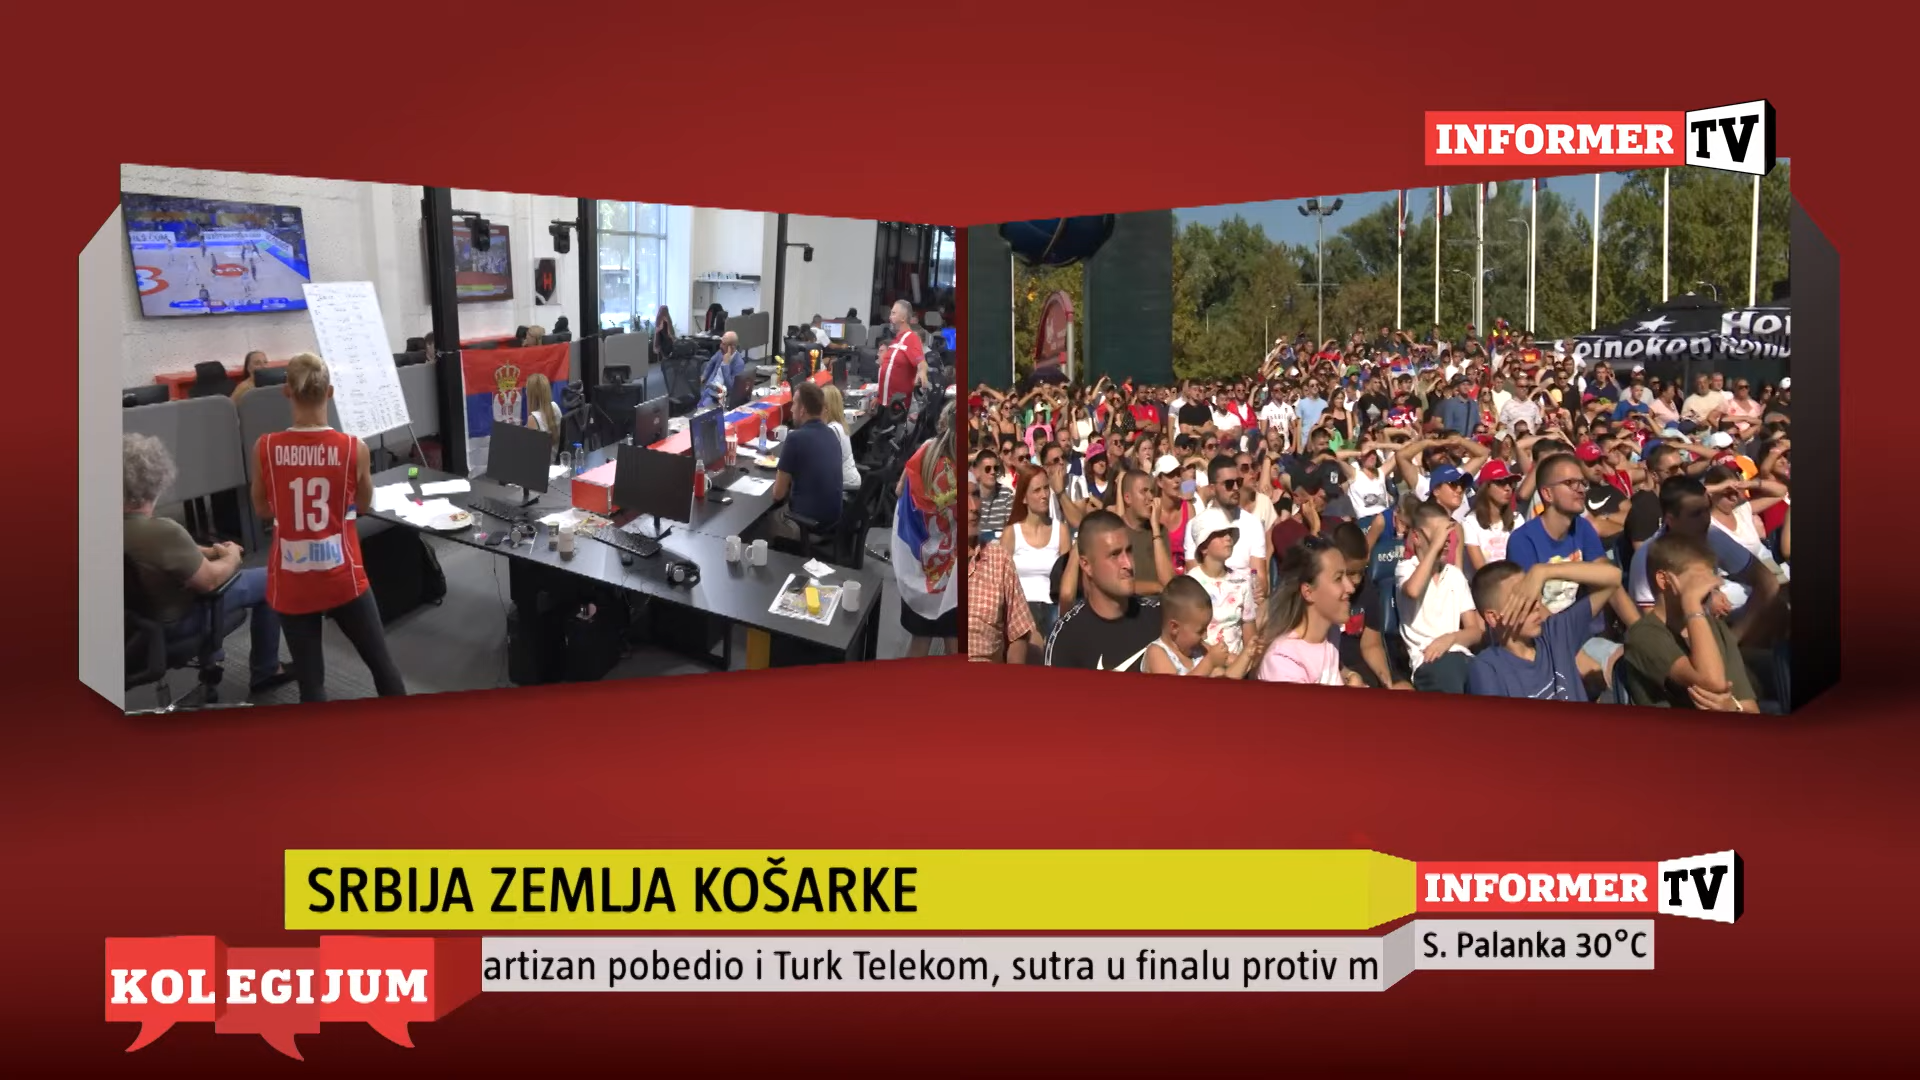 INFORMER TV
DABOVIĆ M.
13
lilly
SRBIJA ZEMLJA KOŠARKE
INFORMER TV
artizan pobedio i Turk Telekom, sutra u finalu protiv m
S. Palanka 30°C
KOLEGIJUM